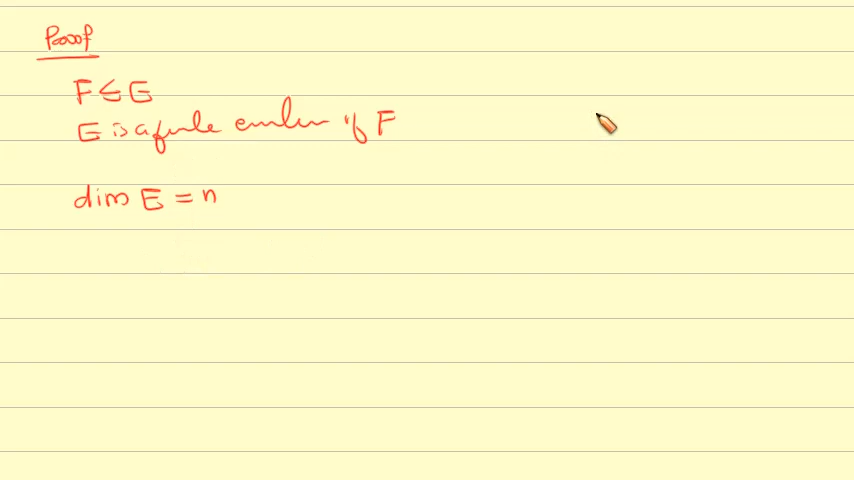 Proof
F ≤ E
E is a finite extension of F
dim E = n